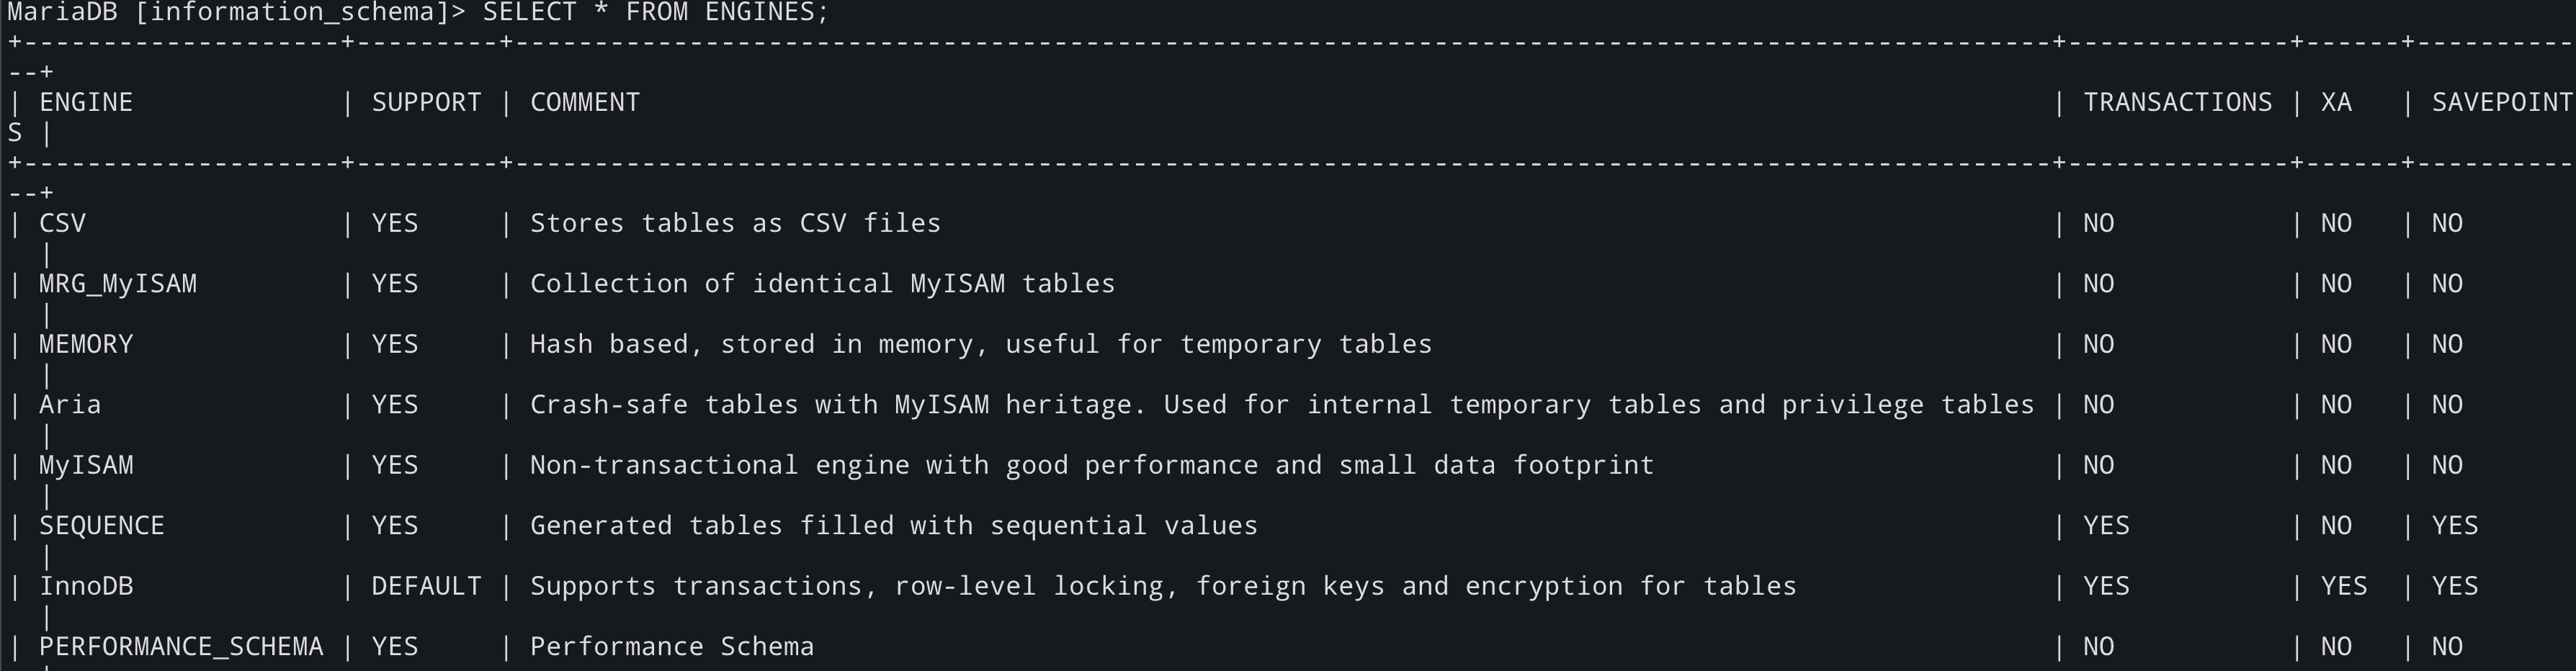 MariaDB [information_schema]> SELECT * FROM ENGINES;
+--------------------+---------+-------------------------------------------------------------------------------------------------+--------------+------+----------
--+
| ENGINE             | SUPPORT | COMMENT                                                                                         | TRANSACTIONS | XA   | SAVEPOINT
S |
+--------------------+---------+-------------------------------------------------------------------------------------------------+--------------+------+----------
--+
| CSV                | YES     | Stores tables as CSV files                                                                      | NO           | NO   | NO
  |
| MRG_MyISAM         | YES     | Collection of identical MyISAM tables                                                           | NO           | NO   | NO
  |
| MEMORY             | YES     | Hash based, stored in memory, useful for temporary tables                                       | NO           | NO   | NO
  |
| Aria               | YES     | Crash-safe tables with MyISAM heritage. Used for internal temporary tables and privilege tables | NO           | NO   | NO
  |
| MyISAM             | YES     | Non-transactional engine with good performance and small data footprint                         | NO           | NO   | NO
  |
| SEQUENCE           | YES     | Generated tables filled with sequential values                                                  | YES          | NO   | YES
  |
| InnoDB             | DEFAULT | Supports transactions, row-level locking, foreign keys and encryption for tables                | YES          | YES  | YES
  |
| PERFORMANCE_SCHEMA | YES     | Performance Schema                                                                              | NO           | NO   | NO
  |